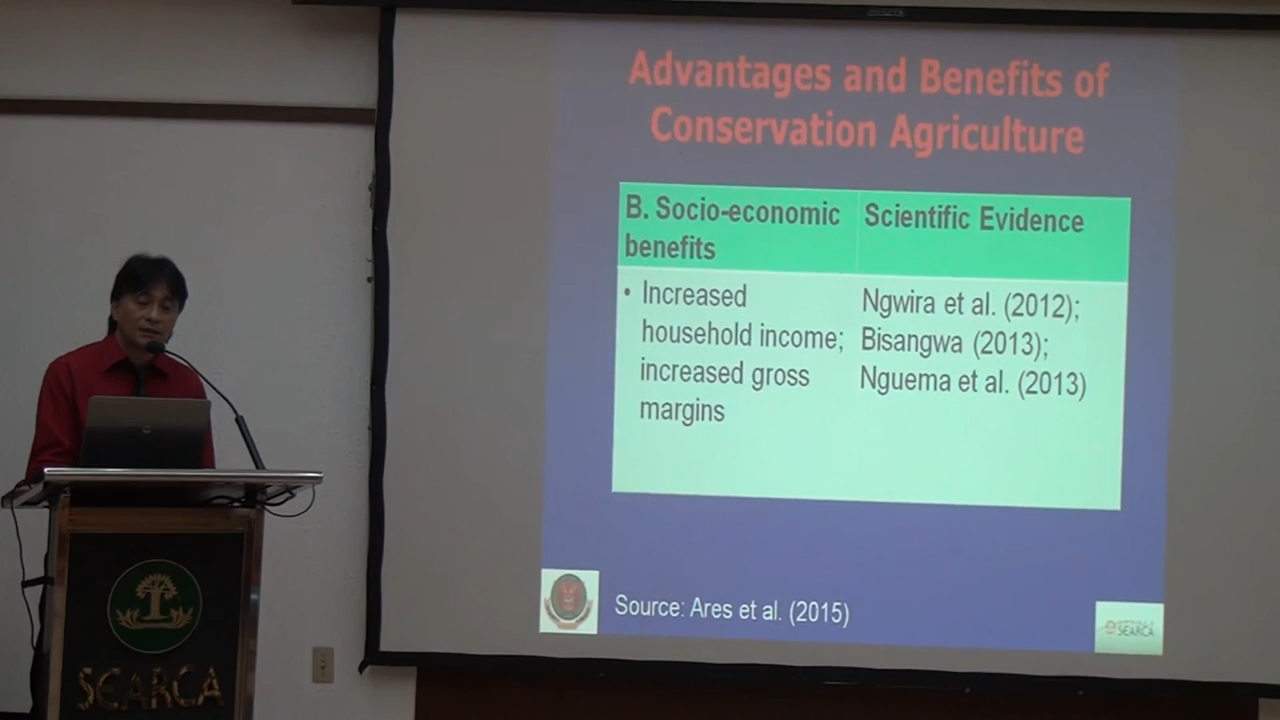 Advantages and Benefits of
Conservation Agriculture
B. Socio-economic
benefits
Scientific Evidence
• Increased
household income;
increased gross
margins
Ngwira et al. (2012);
Bisangwa (2013);
Nguema et al. (2013)
Source: Ares et al. (2015)
SEARCA
SEARCA